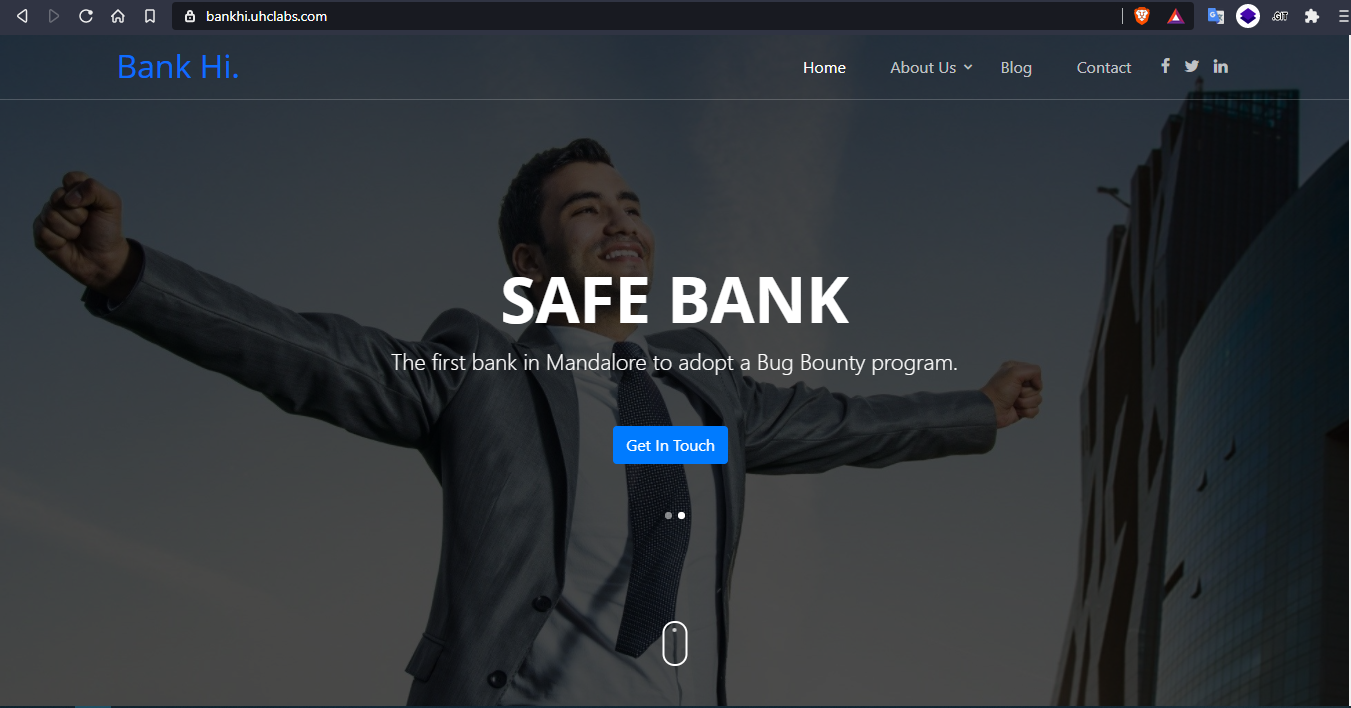 bankhi.uhclabs.com
.GIT
Bank Hi.
Home
About Us
Blog
Contact
SAFE BANK
The first bank in Mandalore to adopt a Bug Bounty program.
Get In Touch